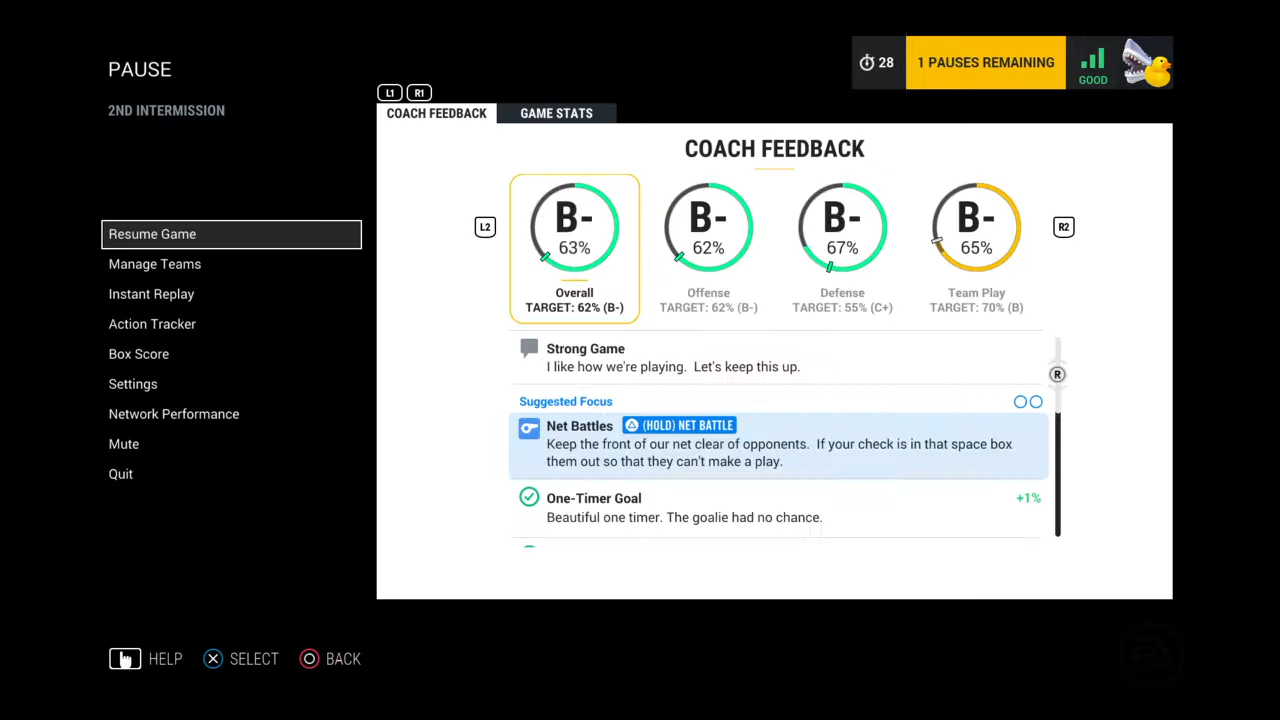 PAUSE
2ND INTERMISSION
28
1 PAUSES REMAINING
GOOD
L1 R1
COACH FEEDBACK
GAME STATS
COACH FEEDBACK
L2
B-
63%
Overall
TARGET: 62% (B-)
B-
62%
Offense
TARGET: 62% (B-)
B-
67%
Defense
TARGET: 55% (C+)
B-
65%
Team Play
TARGET: 70% (B)
R2
Strong Game
I like how we're playing. Let's keep this up.
R
Suggested Focus
Net Battles (HOLD) NET BATTLE
Keep the front of our net clear of opponents. If your check is in that space box
them out so that they can't make a play.
One-Timer Goal +1%
Beautiful one timer. The goalie had no chance.
Resume Game
Manage Teams
Instant Replay
Action Tracker
Box Score
Settings
Network Performance
Mute
Quit
HELP SELECT BACK